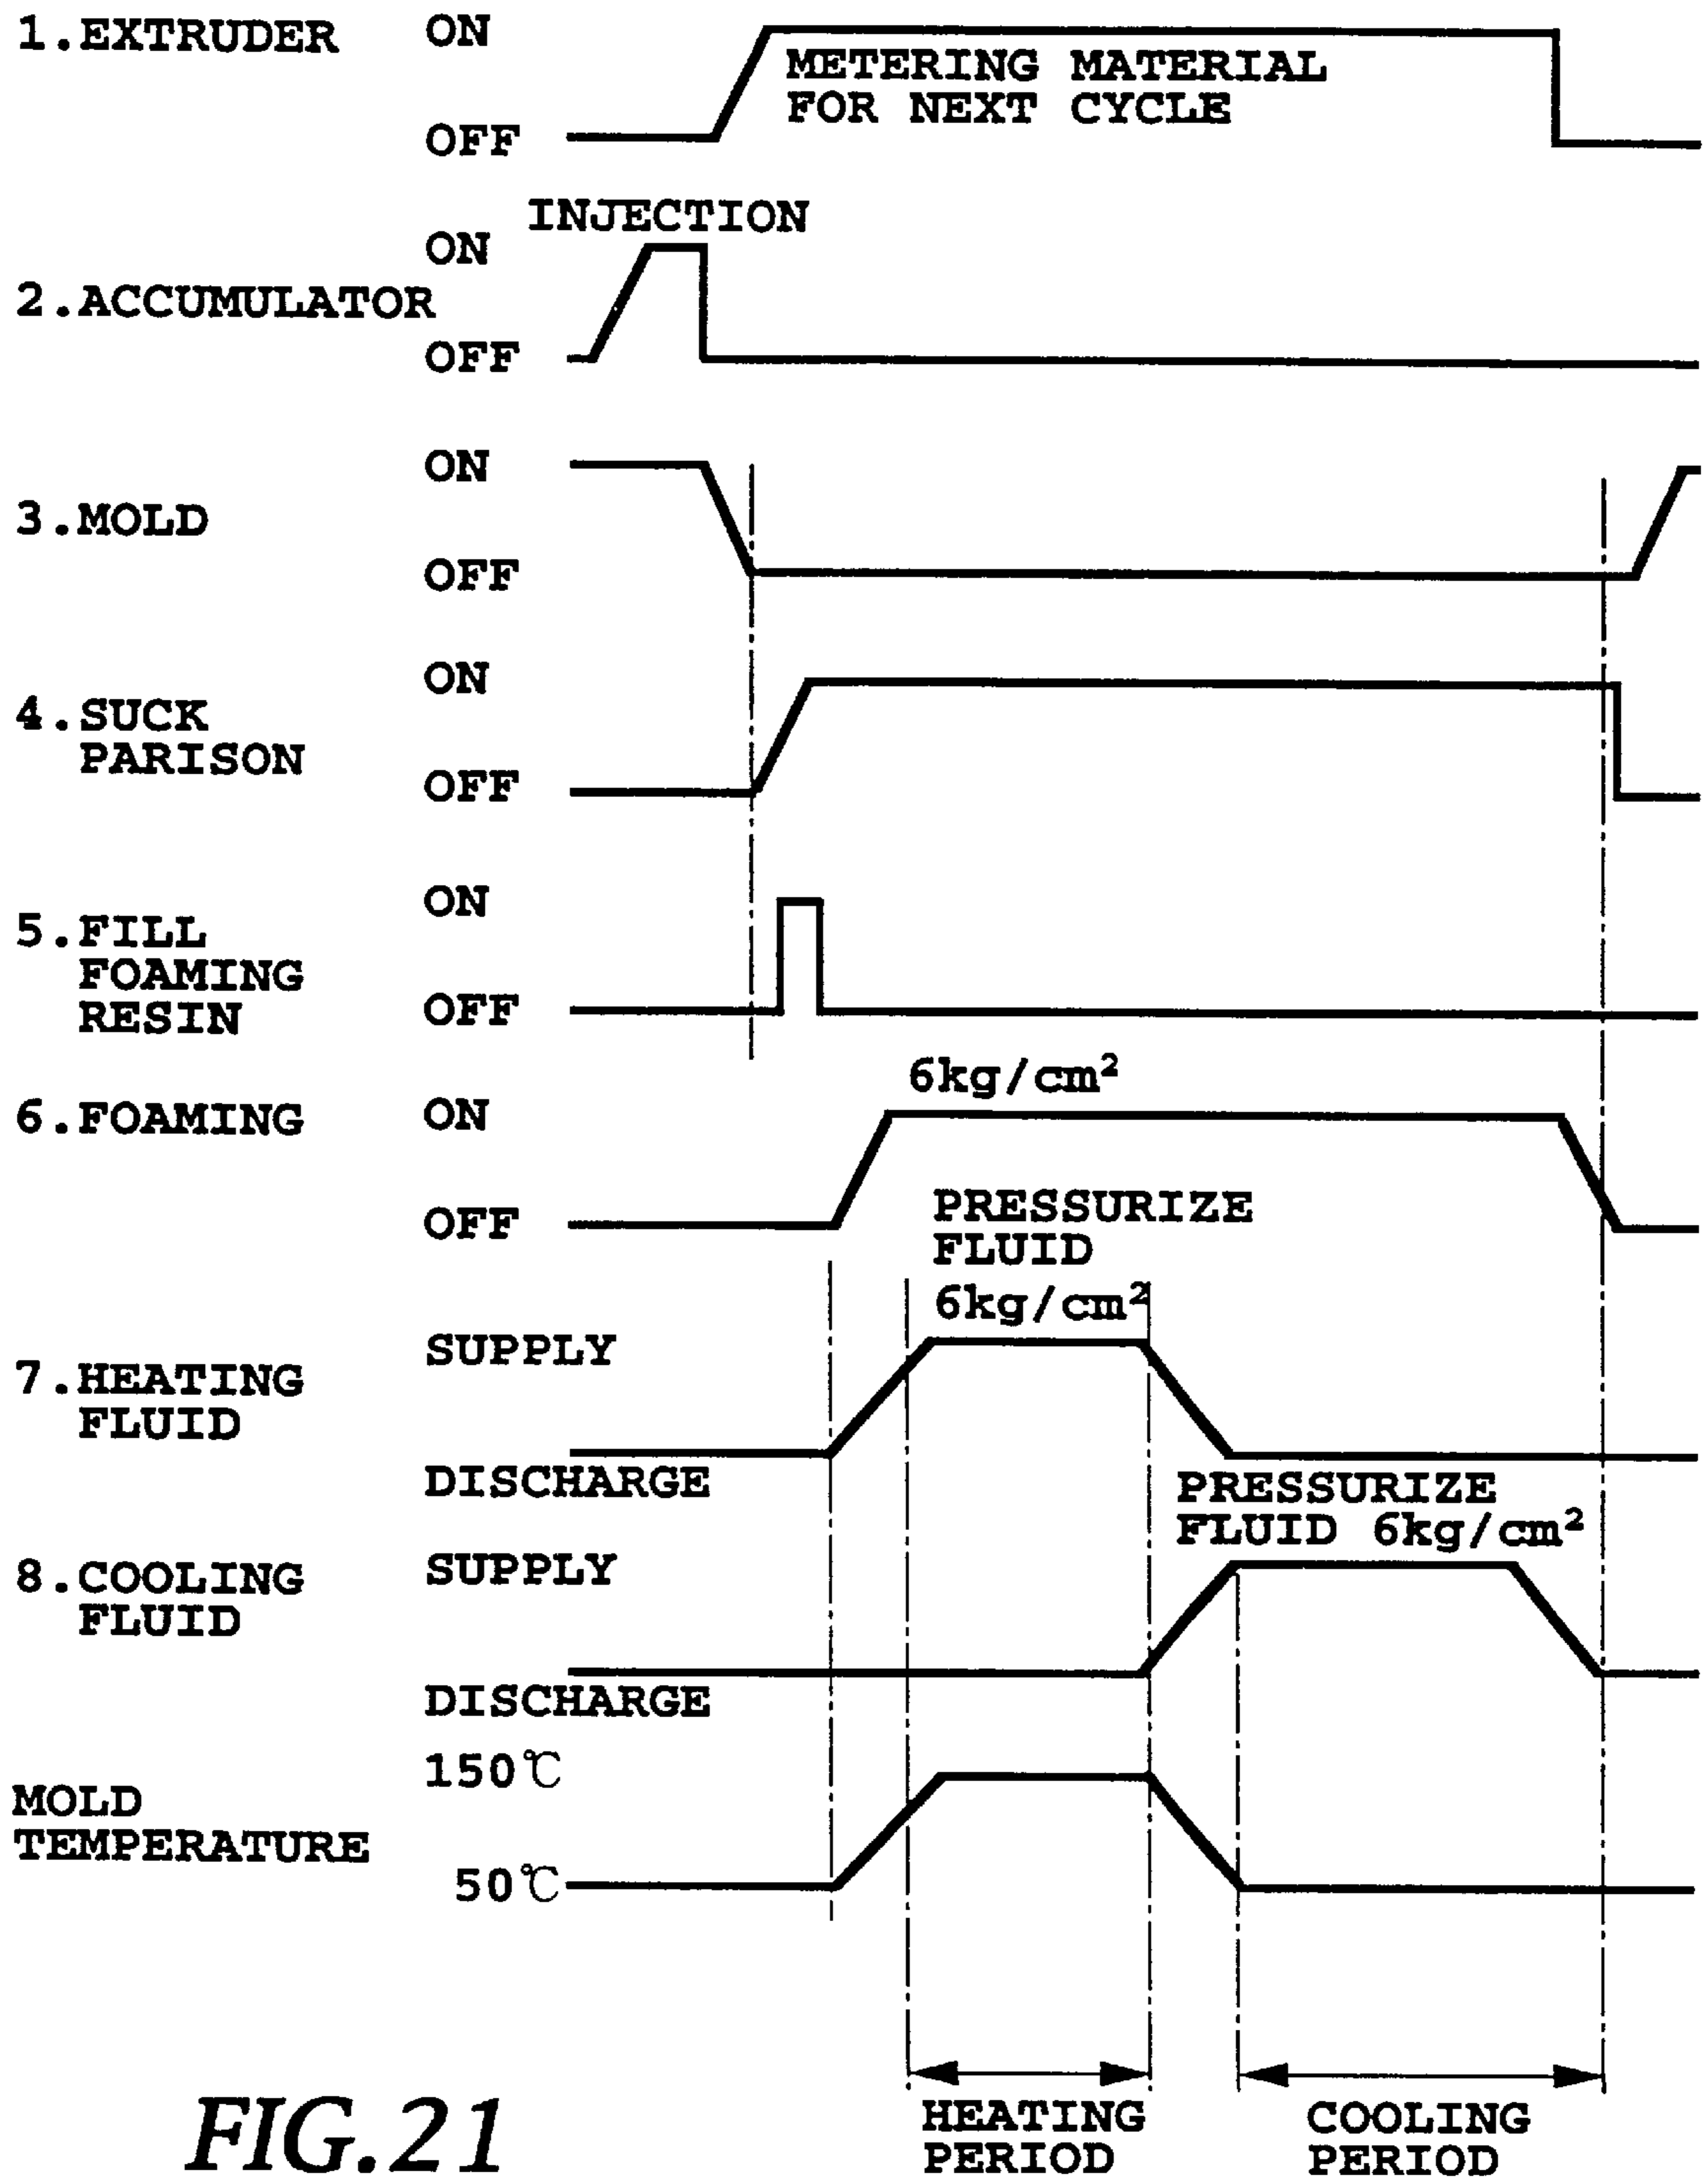 1.EXTRUDER
ON
METERING MATERIAL
FOR NEXT CYCLE
OFF
INJECTION
ON
2.ACCUMULATOR
OFF
ON
3.MOLD
OFF
ON
4.SUCK
PARISON
OFF
ON
5.FILL
FOAMING
RESIN
OFF
6kg/cm²
6.FOAMING
ON
OFF
PRESSURIZE
FLUID
6kg/cm²
SUPPLY
7.HEATING
FLUID
DISCHARGE
PRESSURIZE
FLUID 6kg/cm²
8.COOLING
FLUID
SUPPLY
DISCHARGE
150℃
MOLD
TEMPERATURE
50℃
HEATING
PERIOD
COOLING
PERIOD
FIG.21